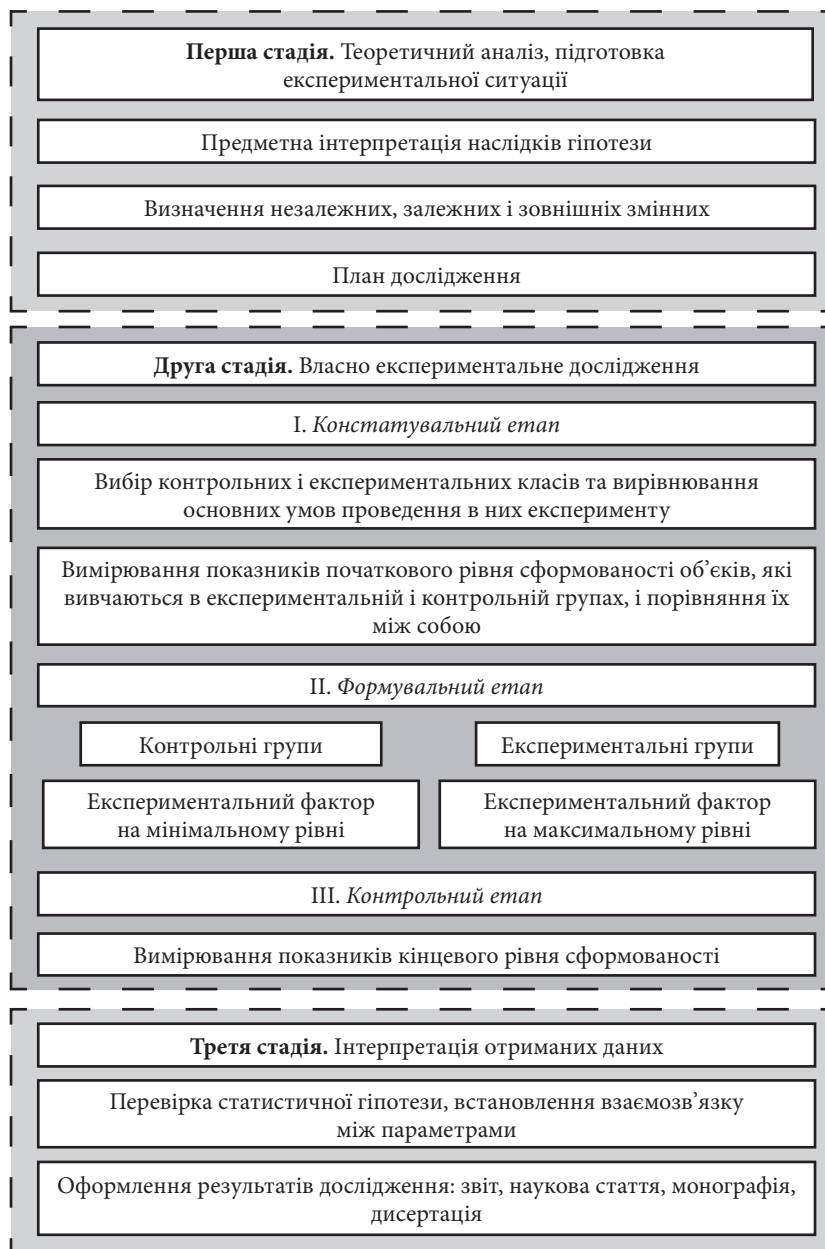 Перша стадія. Теоретичний аналіз, підготовка
експериментальної ситуації
Предметна інтерпретація наслідків гіпотези
Визначення незалежних, залежних і зовнішніх змінних
План дослідження
Друга стадія. Власно експериментальне дослідження
I. Констатувальний етап
Вибір контрольних і експериментальних класів та вирівнювання
основних умов проведення в них експерименту
Вимірювання показників початкового рівня сформованості об’єків, які
вивчаються в експериментальній і контрольній групах, і порівняння їх
між собою
II. Формувальний етап
Контрольні групи
Експериментальні групи
Експериментальний фактор
на мінімальному рівні
Експериментальний фактор
на максимальному рівні
III. Контрольний етап
Вимірювання показників кінцевого рівня сформованості
Третя стадія. Інтерпретація отриманих даних
Перевірка статистичної гіпотези, встановлення взаємозв’язку
між параметрами
Оформлення результатів дослідження: звіт, наукова стаття, монографія,
дисертація